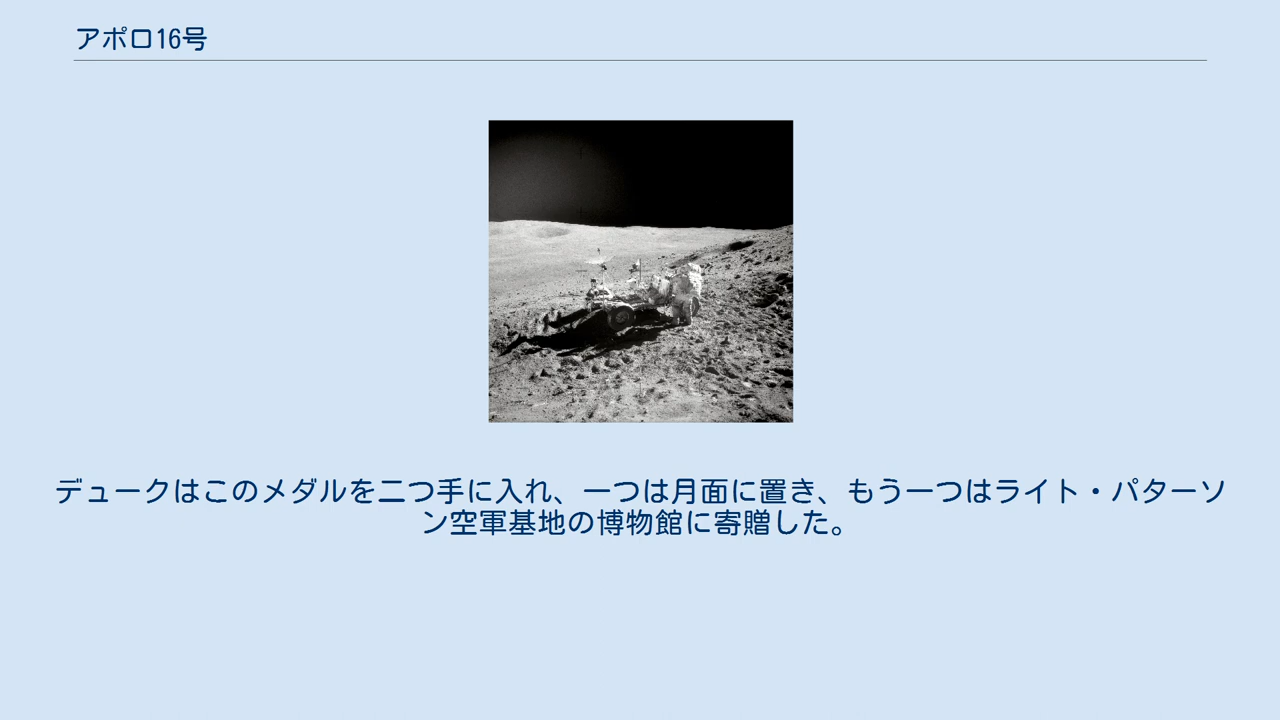 アポロ16号
デュークはこのメダルを二つ手に入れ、一つは月面に置き、もう一つはライト・パターソ
ン空軍基地の博物館に寄贈した。